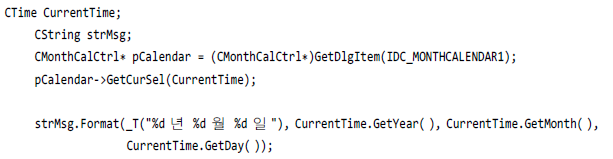 CTime CurrentTime;
CString strMsg;
CMonthCalCtrl* pCalendar = (CMonthCalCtrl*)GetDlgItem(IDC_MONTHCALENDAR1);
pCalendar->GetCurSel(CurrentTime);
strMsg.Format(_T("%d 년 %d 월 %d 일 "), CurrentTime.GetYear( ), CurrentTime.GetMonth( ),
CurrentTime.GetDay( ));